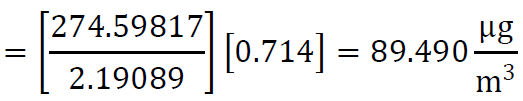 = [274.59817 / 2.19089] [0.714] = 89.490 μg/m³